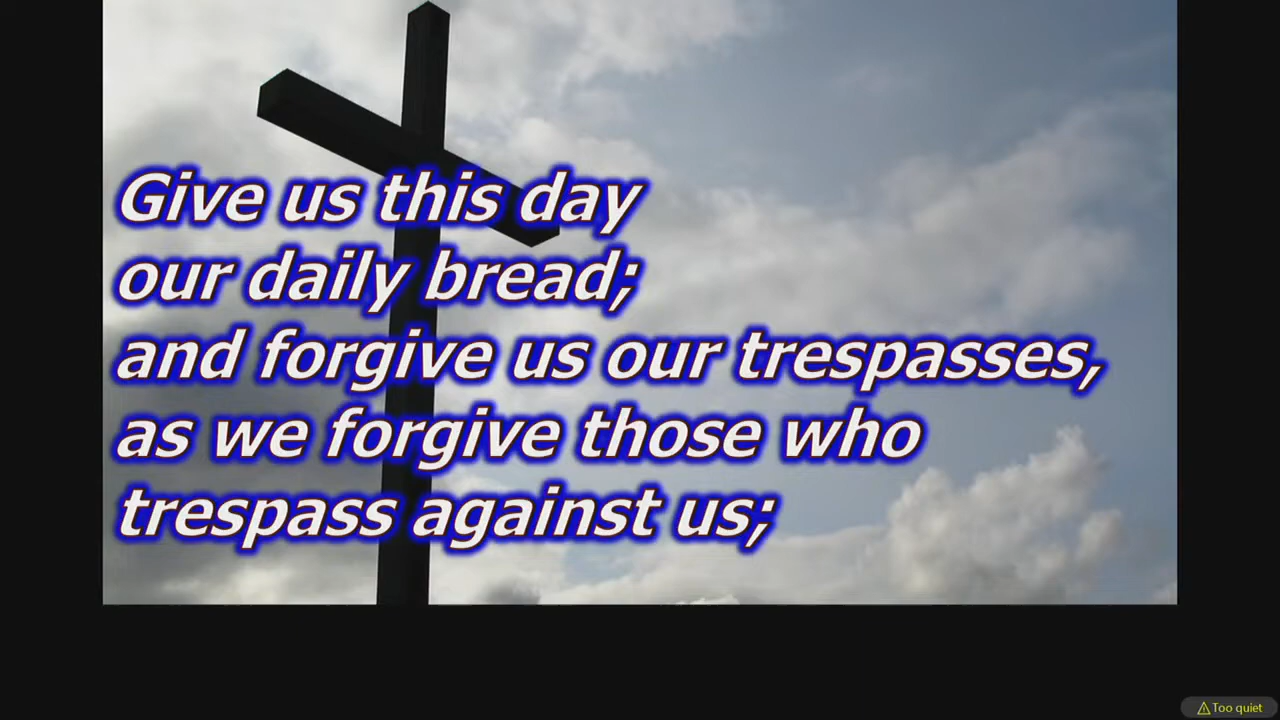 Give us this day
our daily bread;
and forgive us our trespasses,
as we forgive those who
trespass against us;
Too quiet